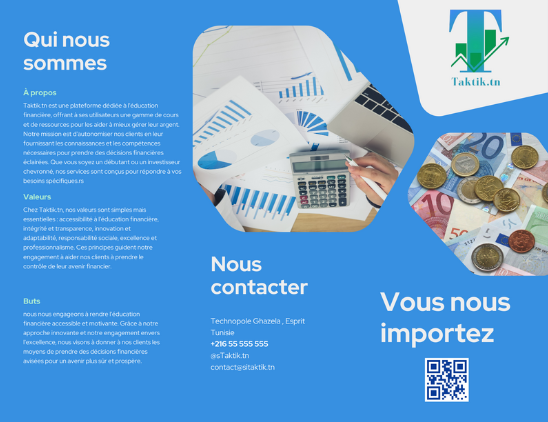 Qui nous
sommes
À propos
Taktik.tn est une plateforme dédiée à l'éducation
financière, offrant à ses utilisateurs une gamme de cours
et de ressources pour les aider à mieux gérer leur argent.
Notre mission est d'autonomiser nos clients en leur
fournissant les connaissances et les compétences
nécessaires pour prendre des décisions financières
éclairées. Que vous soyez un débutant ou un investisseur
chevronné, nos services sont conçus pour répondre à vos
besoins spécifiques.rs
Valeurs
Chez Taktik.tn, nos valeurs sont simples mais
essentielles : accessibilité à l'éducation financière,
intégrité et transparence, innovation et
adaptabilité, responsabilité sociale, excellence et
professionnalisme. Ces principes guident notre
engagement à aider nos clients à prendre le
contrôle de leur avenir financier.
Buts
nous nous engageons à rendre l'éducation
financière accessible et motivante. Grâce à notre
approche innovante et notre engagement envers
l'excellence, nous visons à donner à nos clients les
moyens de prendre des décisions financières
avisées pour un avenir plus sûr et prospère.
Nous
contacter
Technopole Ghazela , Esprit
Tunisie
+216 55 555 555
@sTaktik.tn
contact@sitaktik.tn
Taktik.tn
Vous nous
importez